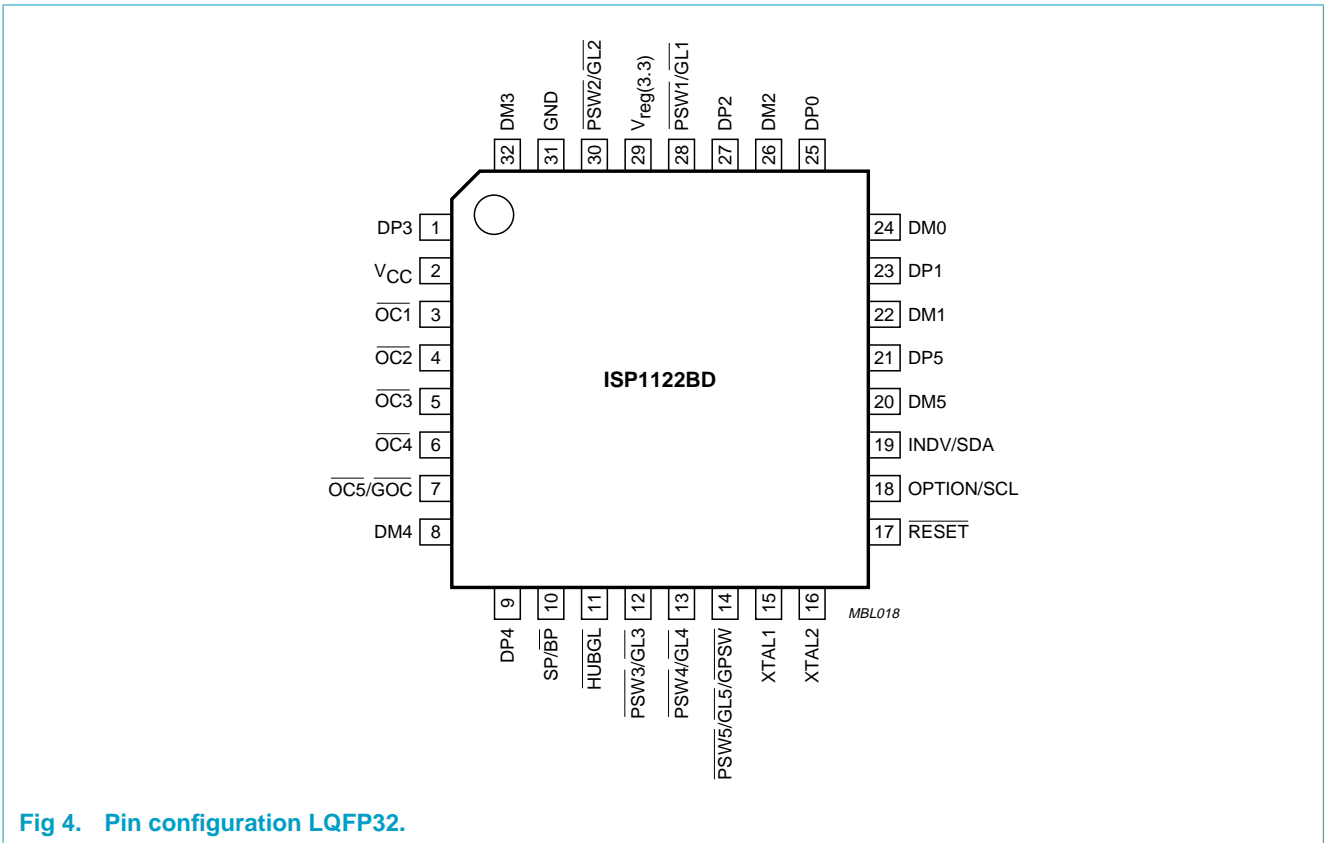 32 DM3
31 GND
30 PSW2/GL2
29 Vreg(3.3)
28 PSW1/GL1
27 DP2
26 DM2
25 DP0
DP3 1
VCC 2
OC1 3
OC2 4
OC3 5
OC4 6
OC5/GOC 7
DM4 8
ISP1122BD
24 DM0
23 DP1
22 DM1
21 DP5
20 DM5
19 INDV/SDA
18 OPTION/SCL
17 RESET
DP4 9
SP/BP 10
HUBGL 11
PSW3/GL3 12
PSW4/GL4 13
PSW5/GL5/GPSW 14
XTAL1 15
XTAL2 16
MBL018
Fig 4. Pin configuration LQFP32.